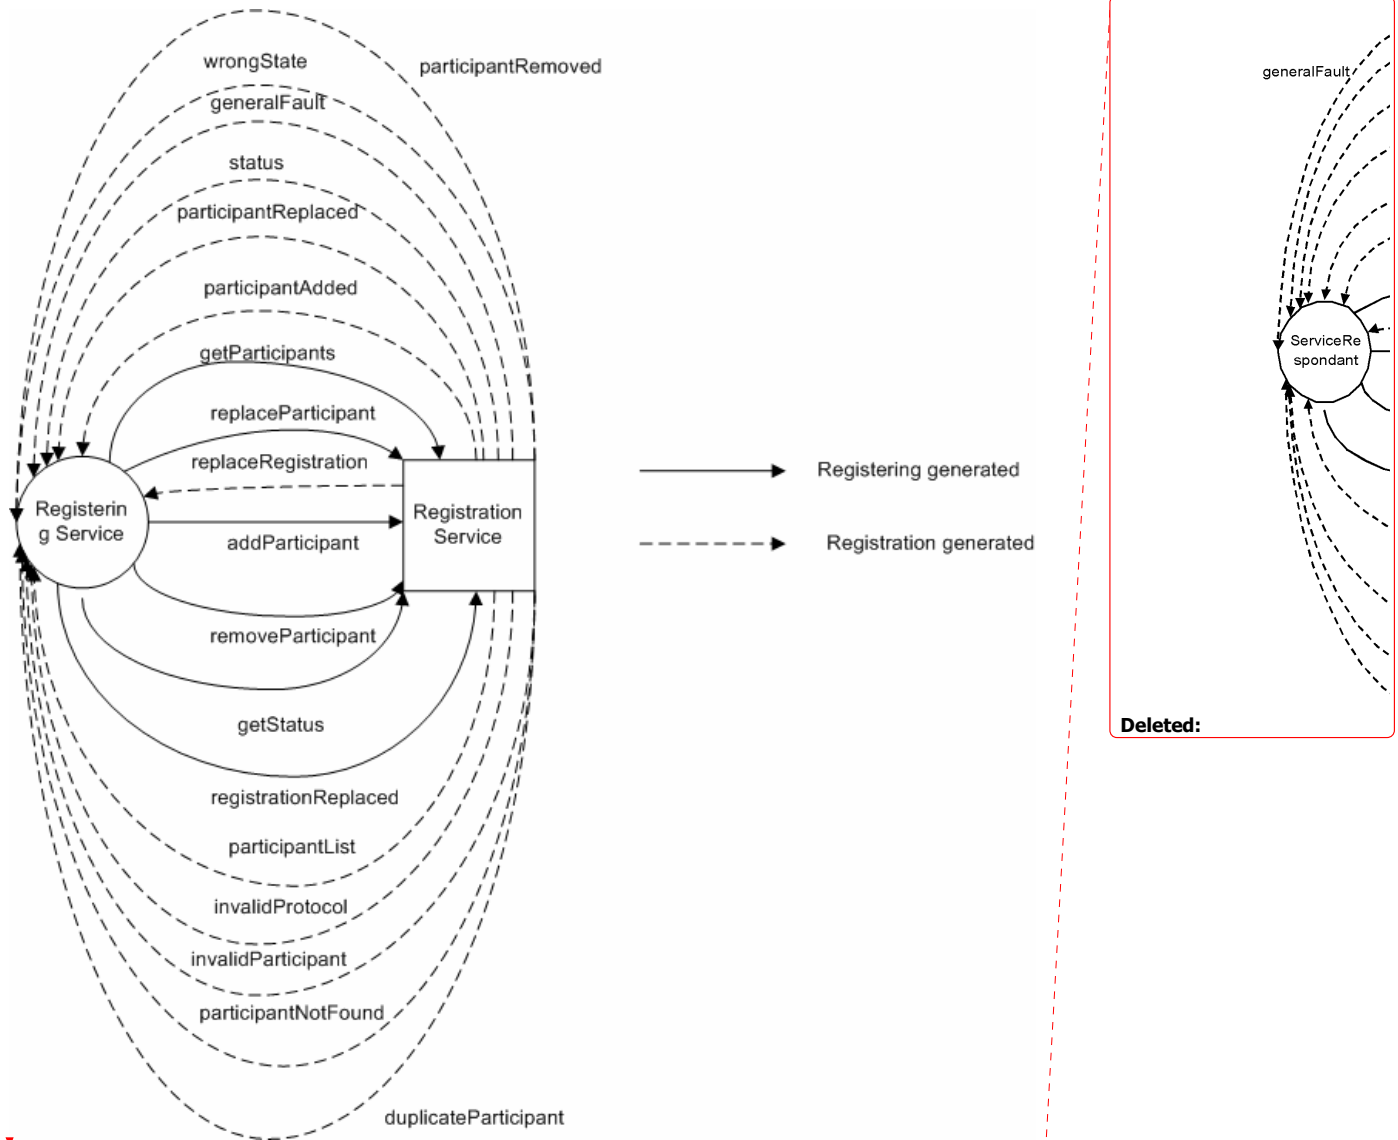 wrongState
participantRemoved
generalFault
status
participantReplaced
participantAdded
getParticipants
replaceParticipant
replaceRegistration
Registerin
g Service
Registration
Service
addParticipant
removeParticipant
getStatus
registrationReplaced
participantList
invalidProtocol
invalidParticipant
participantNotFound
duplicateParticipant
Registering generated
Registration generated
generalFault
ServiceRe
spondant
Deleted: